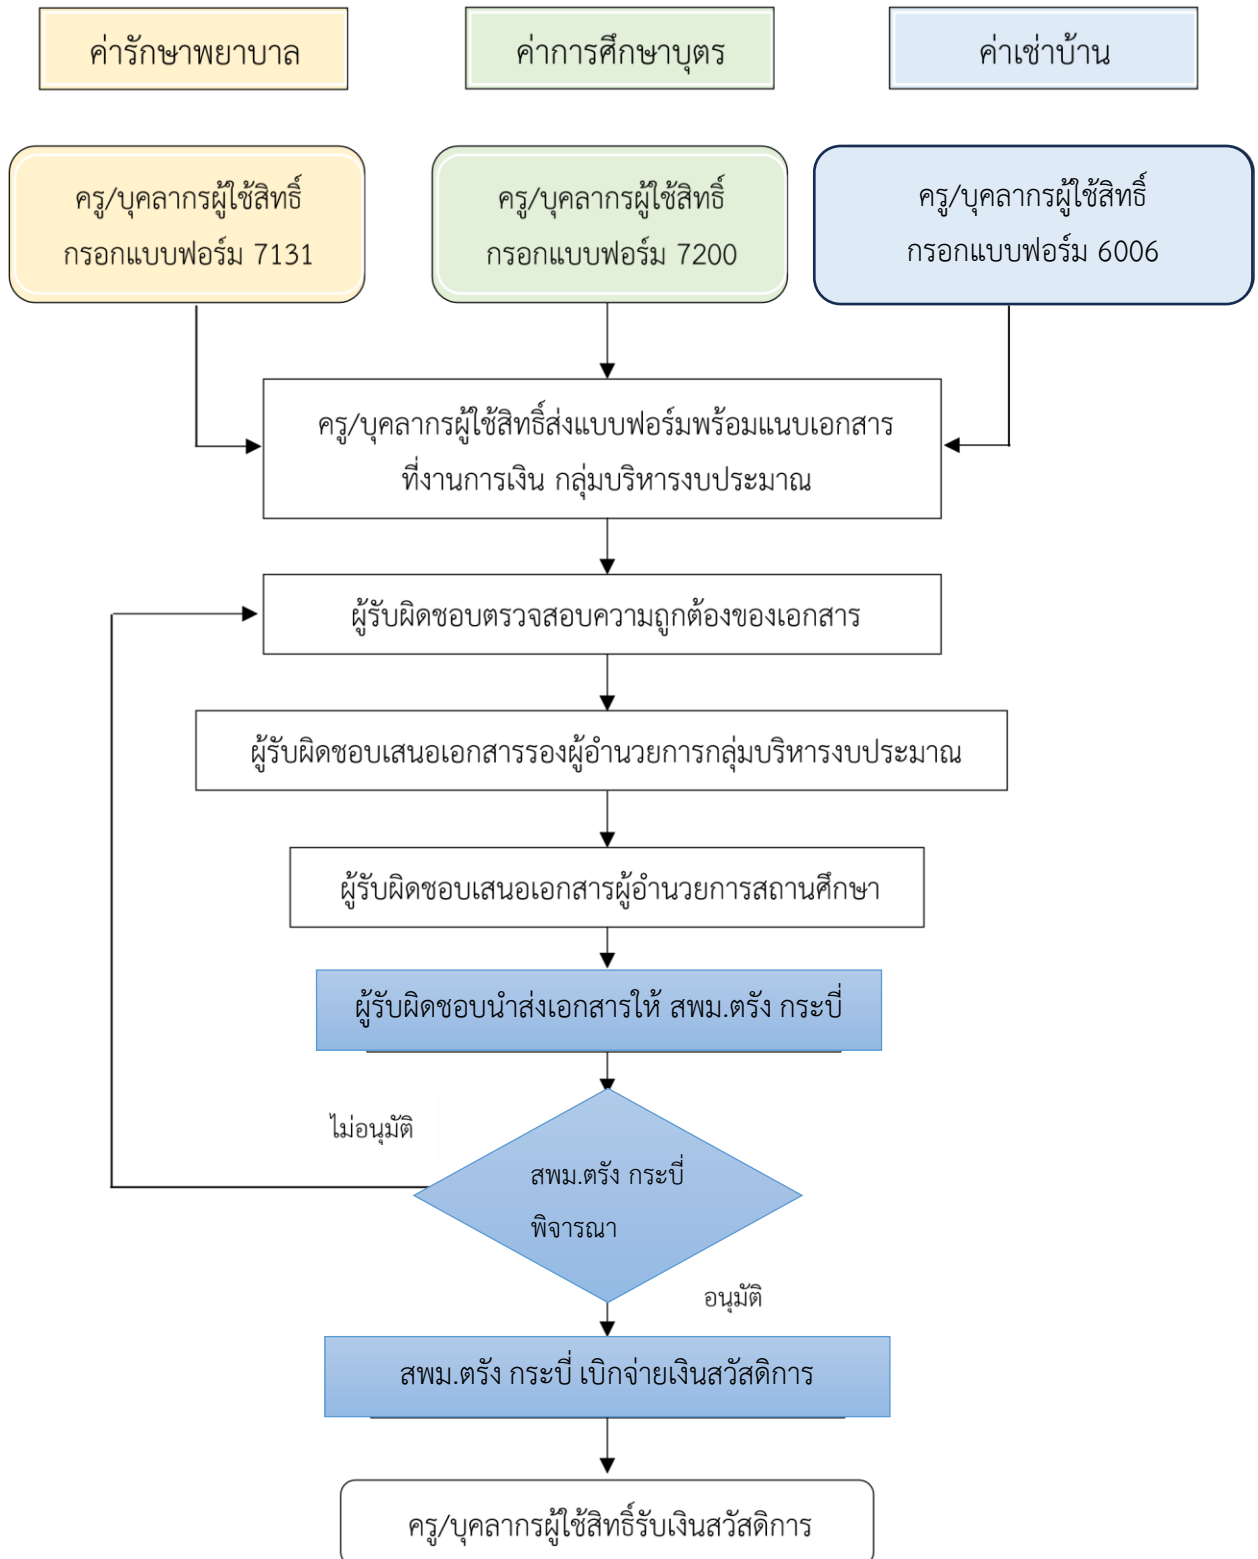 ค่ารักษาพยาบาล
ค่าการศึกษาบุตร
ค่าเช่าบ้าน
ครู/บุคลากรผู้ใช้สิทธิ์
กรอกแบบฟอร์ม 7131
ครู/บุคลากรผู้ใช้สิทธิ์
กรอกแบบฟอร์ม 7200
ครู/บุคลากรผู้ใช้สิทธิ์
กรอกแบบฟอร์ม 6006
ครู/บุคลากรผู้ใช้สิทธิ์ส่งแบบฟอร์มพร้อมแนบเอกสาร
ที่งานการเงิน กลุ่มบริหารงบประมาณ
ผู้รับผิดชอบตรวจสอบความถูกต้องของเอกสาร
ผู้รับผิดชอบเสนอเอกสารรองผู้อำนวยการกลุ่มบริหารงบประมาณ
ผู้รับผิดชอบเสนอเอกสารผู้อำนวยการสถานศึกษา
ผู้รับผิดชอบนำส่งเอกสารให้ สพม.ตรัง กระบี่
ไม่อนุมัติ
สพม.ตรัง กระบี่
พิจารณา
อนุมัติ
สพม.ตรัง กระบี่ เบิกจ่ายเงินสวัสดิการ
ครู/บุคลากรผู้ใช้สิทธิ์รับเงินสวัสดิการ